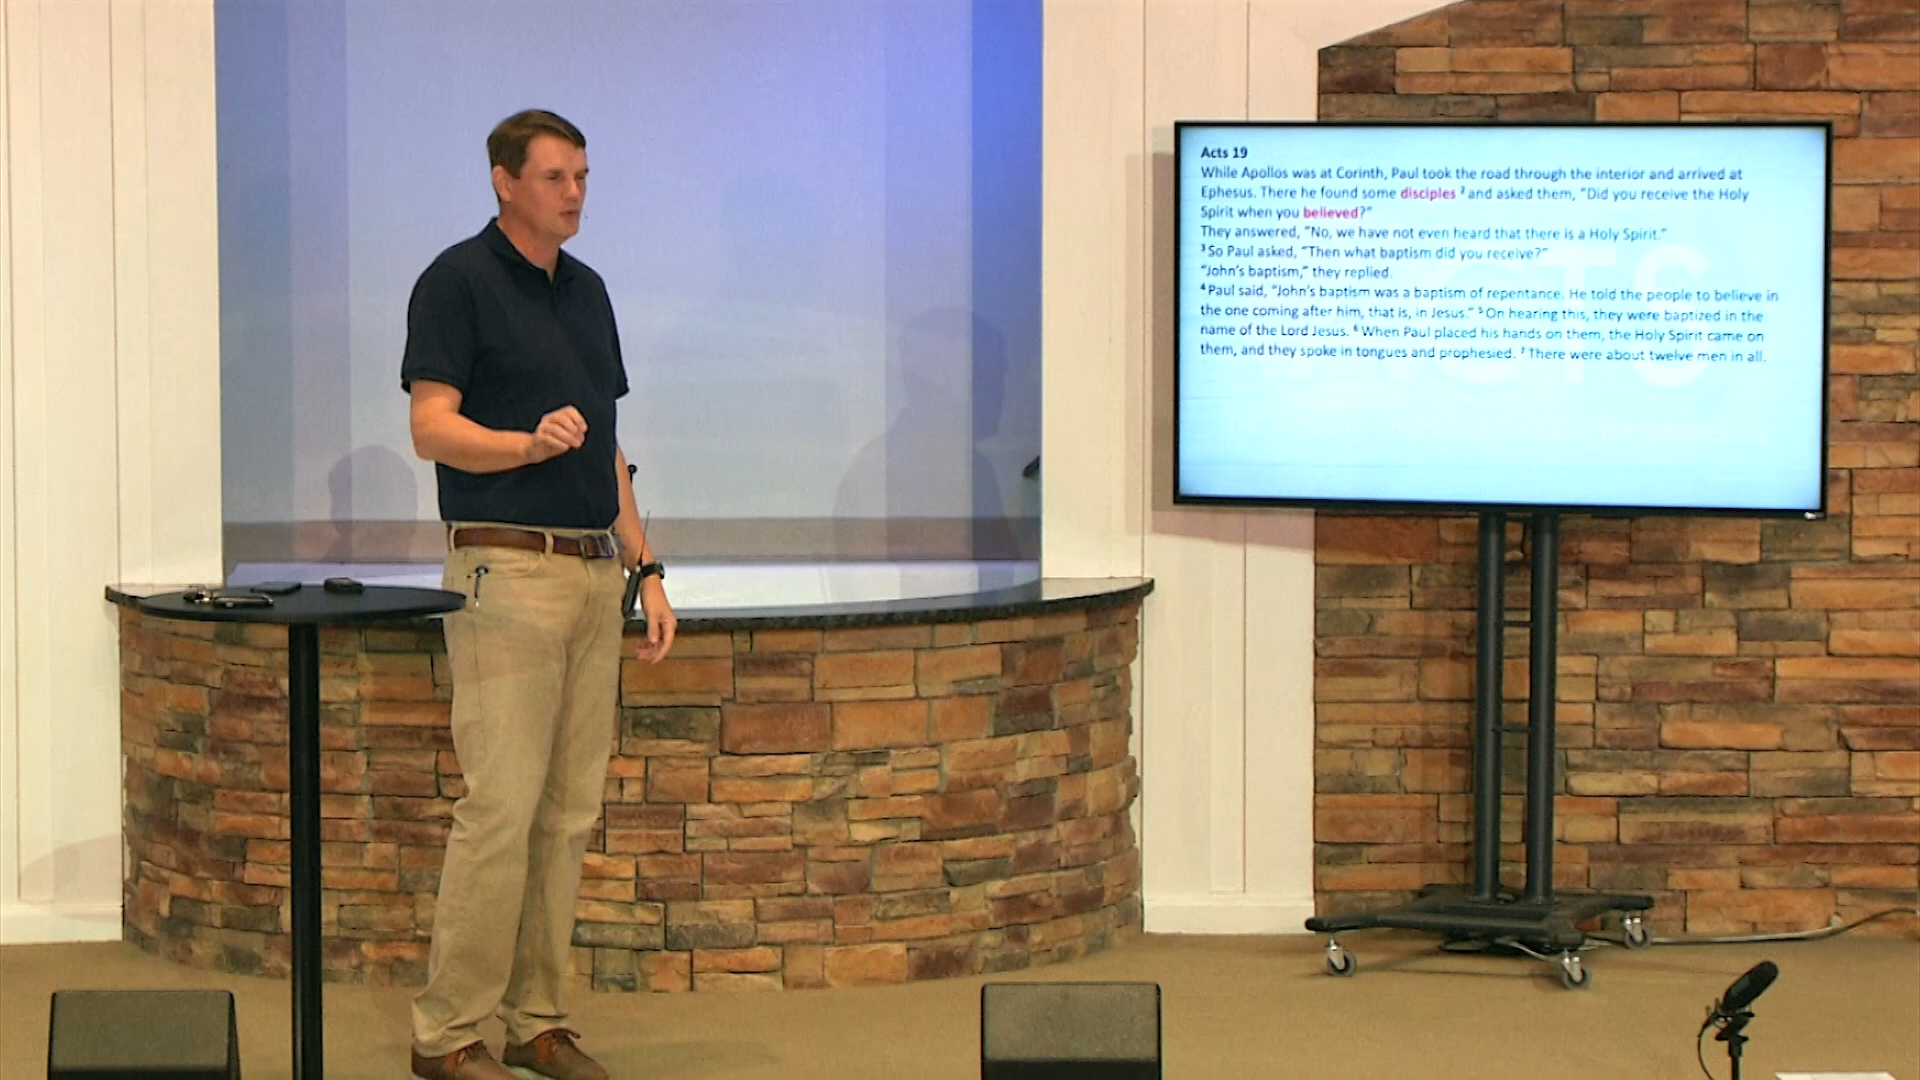 Acts 19
While Apollos was at Corinth, Paul took the road through the interior and arrived at
Ephesus. There he found some disciples ² and asked them, “Did you receive the Holy
Spirit when you believed?”
They answered, “No, we have not even heard that there is a Holy Spirit.”
³ So Paul asked, “Then what baptism did you receive?”
“John’s baptism,” they replied.
⁴ Paul said, “John’s baptism was a baptism of repentance. He told the people to believe in
the one coming after him, that is, in Jesus.” ⁵ On hearing this, they were baptized in the
name of the Lord Jesus. ⁶ When Paul placed his hands on them, the Holy Spirit came on
them, and they spoke in tongues and prophesied. ⁷ There were about twelve men in all.
ACTS